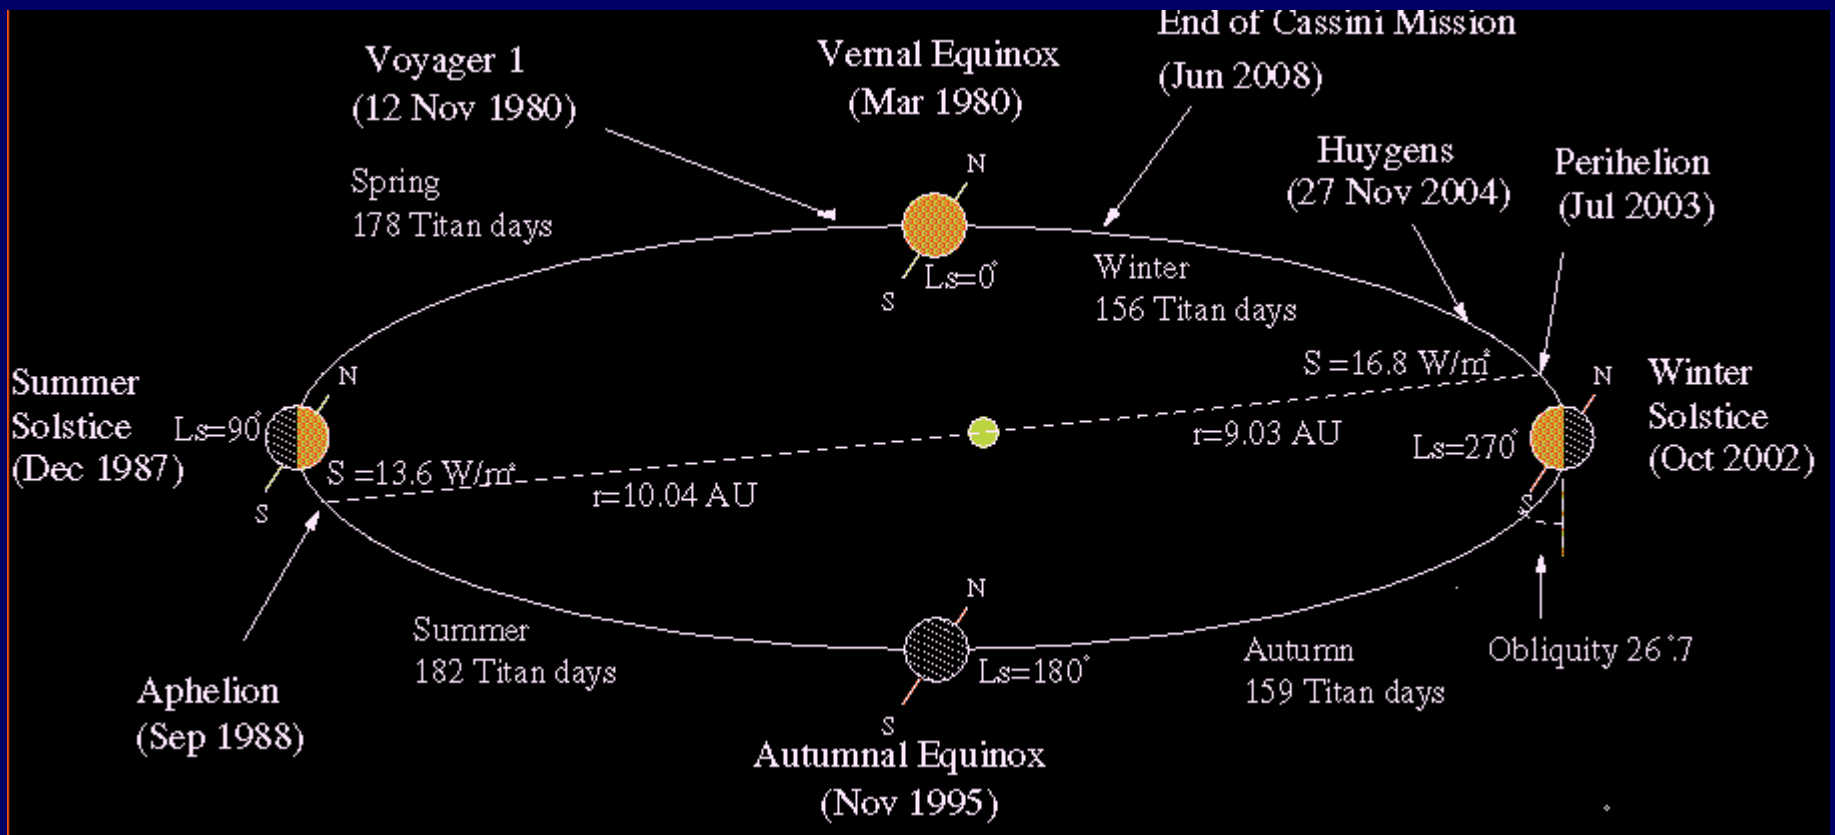 End of Cassini Mission
(Jun 2008)
Voyager 1
(12 Nov 1980)
Vernal Equinox
(Mar 1980)
Huygens
(27 Nov 2004)
Perihelion
(Jul 2003)
Spring
178 Titan days
N
S
Ls=0°
Winter
156 Titan days
S =16.8 W/m²
r=9.03 AU
Summer
Solstice
(Dec 1987)
Ls=90°
N
S
S =13.6 W/m²
r=10.04 AU
Ls=270°
N
S
Winter
Solstice
(Oct 2002)
Aphelion
(Sep 1988)
Summer
182 Titan days
N
S
Ls=180°
Autumn
159 Titan days
Obliquity 26°.7
Autumnal Equinox
(Nov 1995)